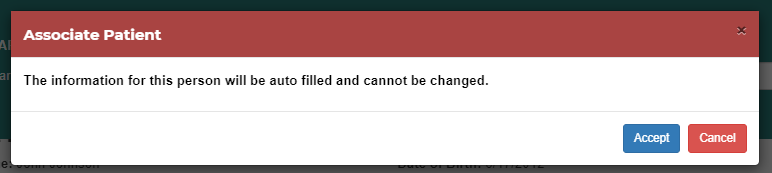 Associate Patient
×
The information for this person will be auto filled and cannot be changed.
Accept
Cancel